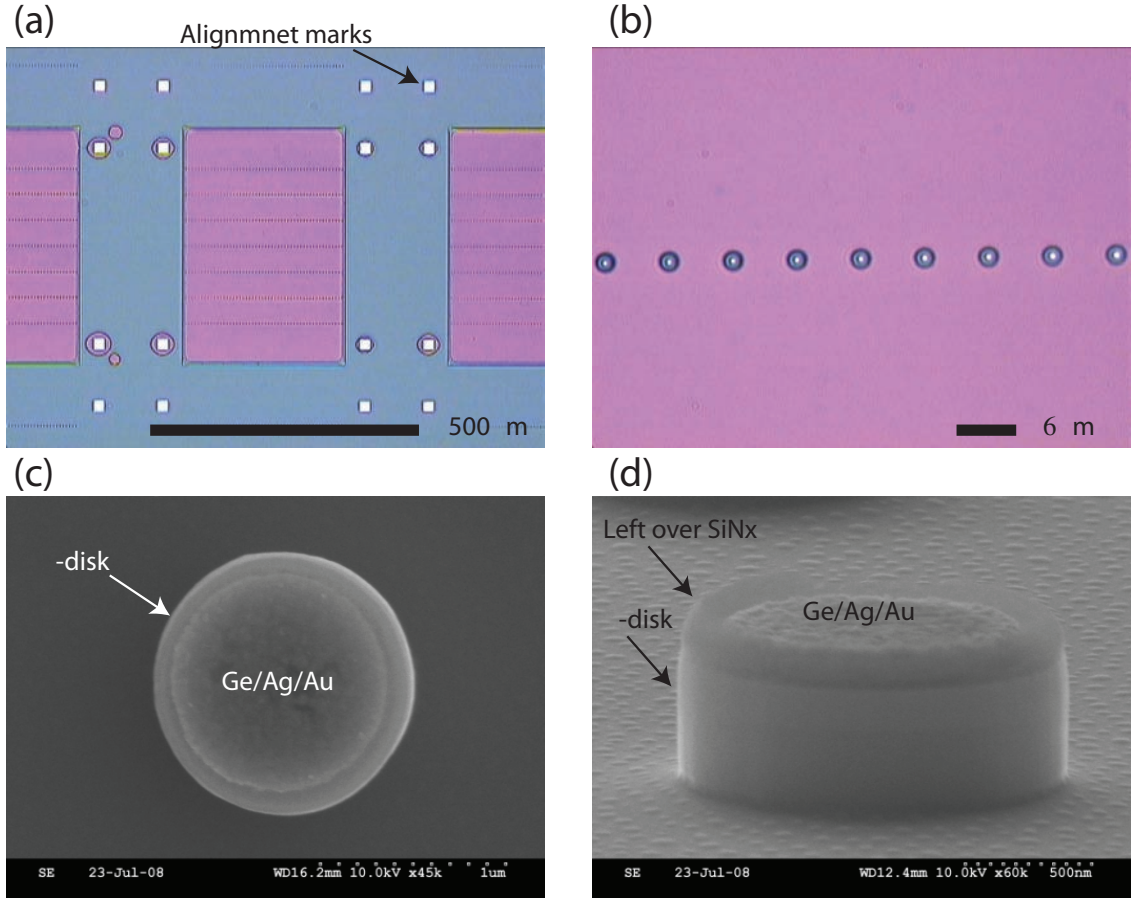 (a)
Alignmnet marks
500 m
(b)
6 m
(c)
-disk
Ge/Ag/Au
SE 23-Jul-08 WD16.2mm 10.0kV x45k 1um
(d)
Left over SiNx
-disk
Ge/Ag/Au
SE 23-Jul-08 WD12.4mm 10.0kV x60k 500nm